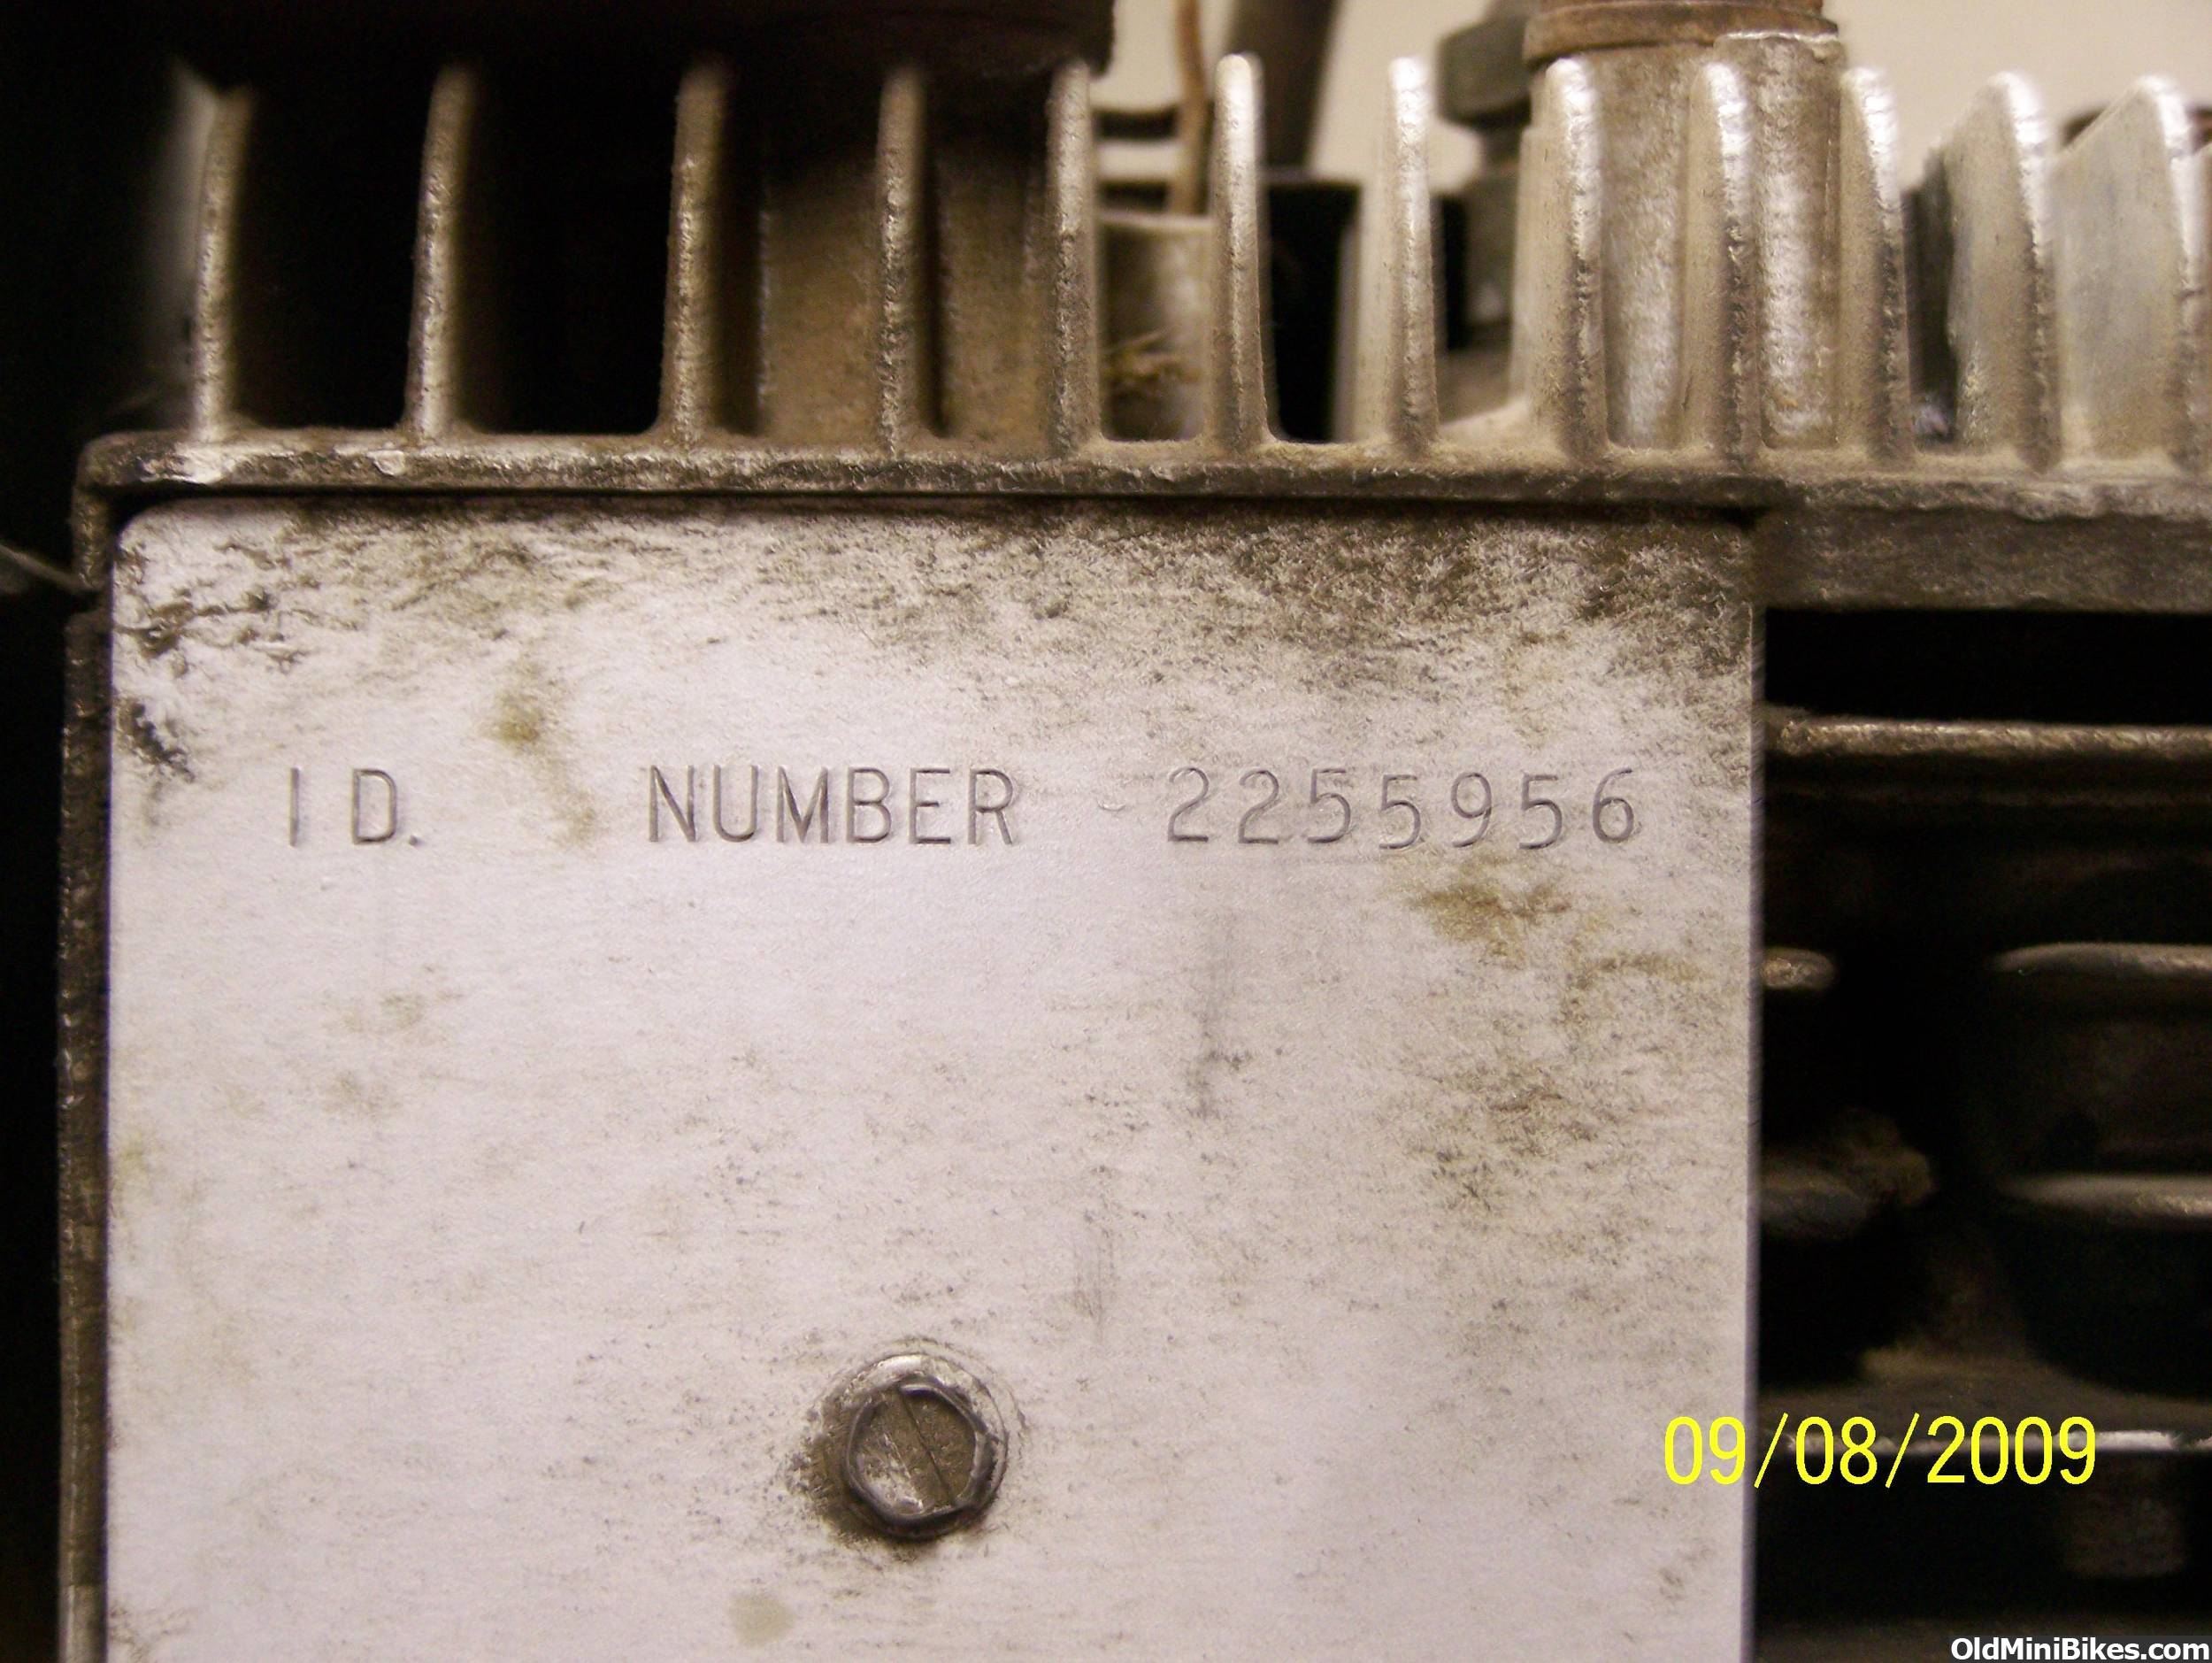 I D. NUMBER - 2255956
09/08/2009
OldMiniBikes.com